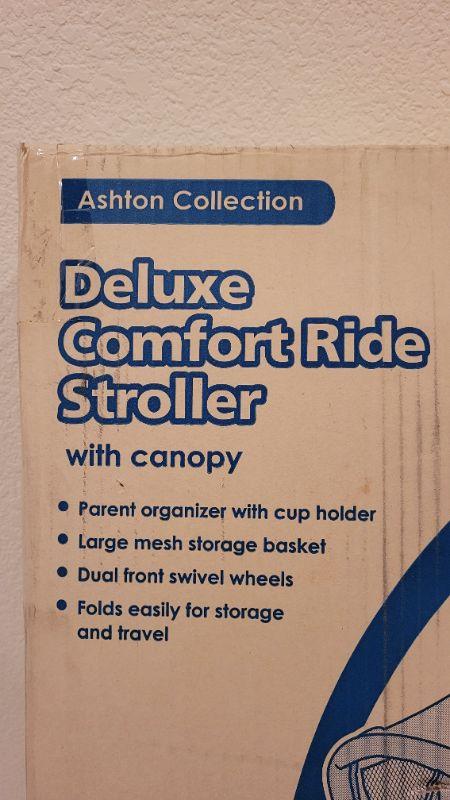 Ashton Collection
Deluxe
Comfort Ride
Stroller
with canopy
• Parent organizer with cup holder
• Large mesh storage basket
• Dual front swivel wheels
• Folds easily for storage
and travel